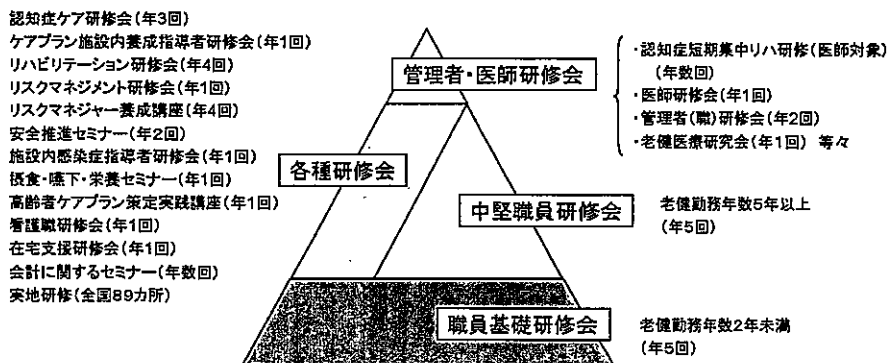 認知症ケア研修会(年3回)
ケアプラン施設内養成指導者研修会(年1回)
リハビリテーション研修会(年4回)
リスクマネジメント研修会(年1回)
リスクマネジャー養成講座(年4回)
安全推進セミナー(年2回)
施設内感染症指導者研修会(年1回)
摂食・嚥下・栄養セミナー(年1回)
高齢者ケアプラン策定実践講座(年1回)
看護職研修会(年1回)
在宅支援研修会(年1回)
会計に関するセミナー(年数回)
実地研修(全国89カ所)
管理者・医師研修会
・認知症短期集中リハ研修(医師対象)
(年数回)
・医師研修会(年1回)
・管理者(職)研修会(年2回)
・老健医療研究会(年1回) 等々
各種研修会
中堅職員研修会
老健勤務年数5年以上
(年5回)
職員基礎研修会
老健勤務年数2年未満
(年5回)